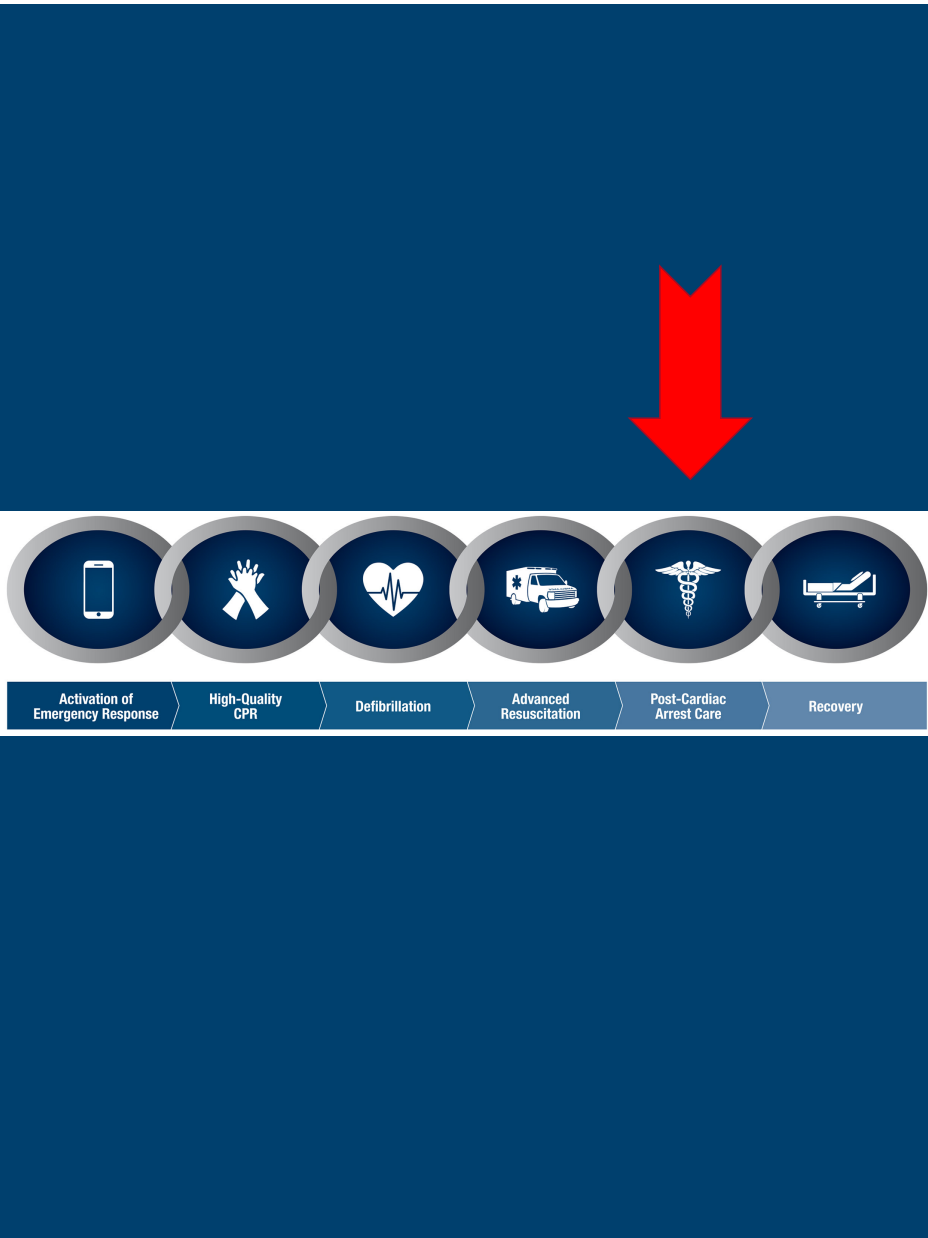 Activation of
Emergency Response
High-Quality
CPR
Defibrillation
Advanced
Resuscitation
Post-Cardiac
Arrest Care
Recovery